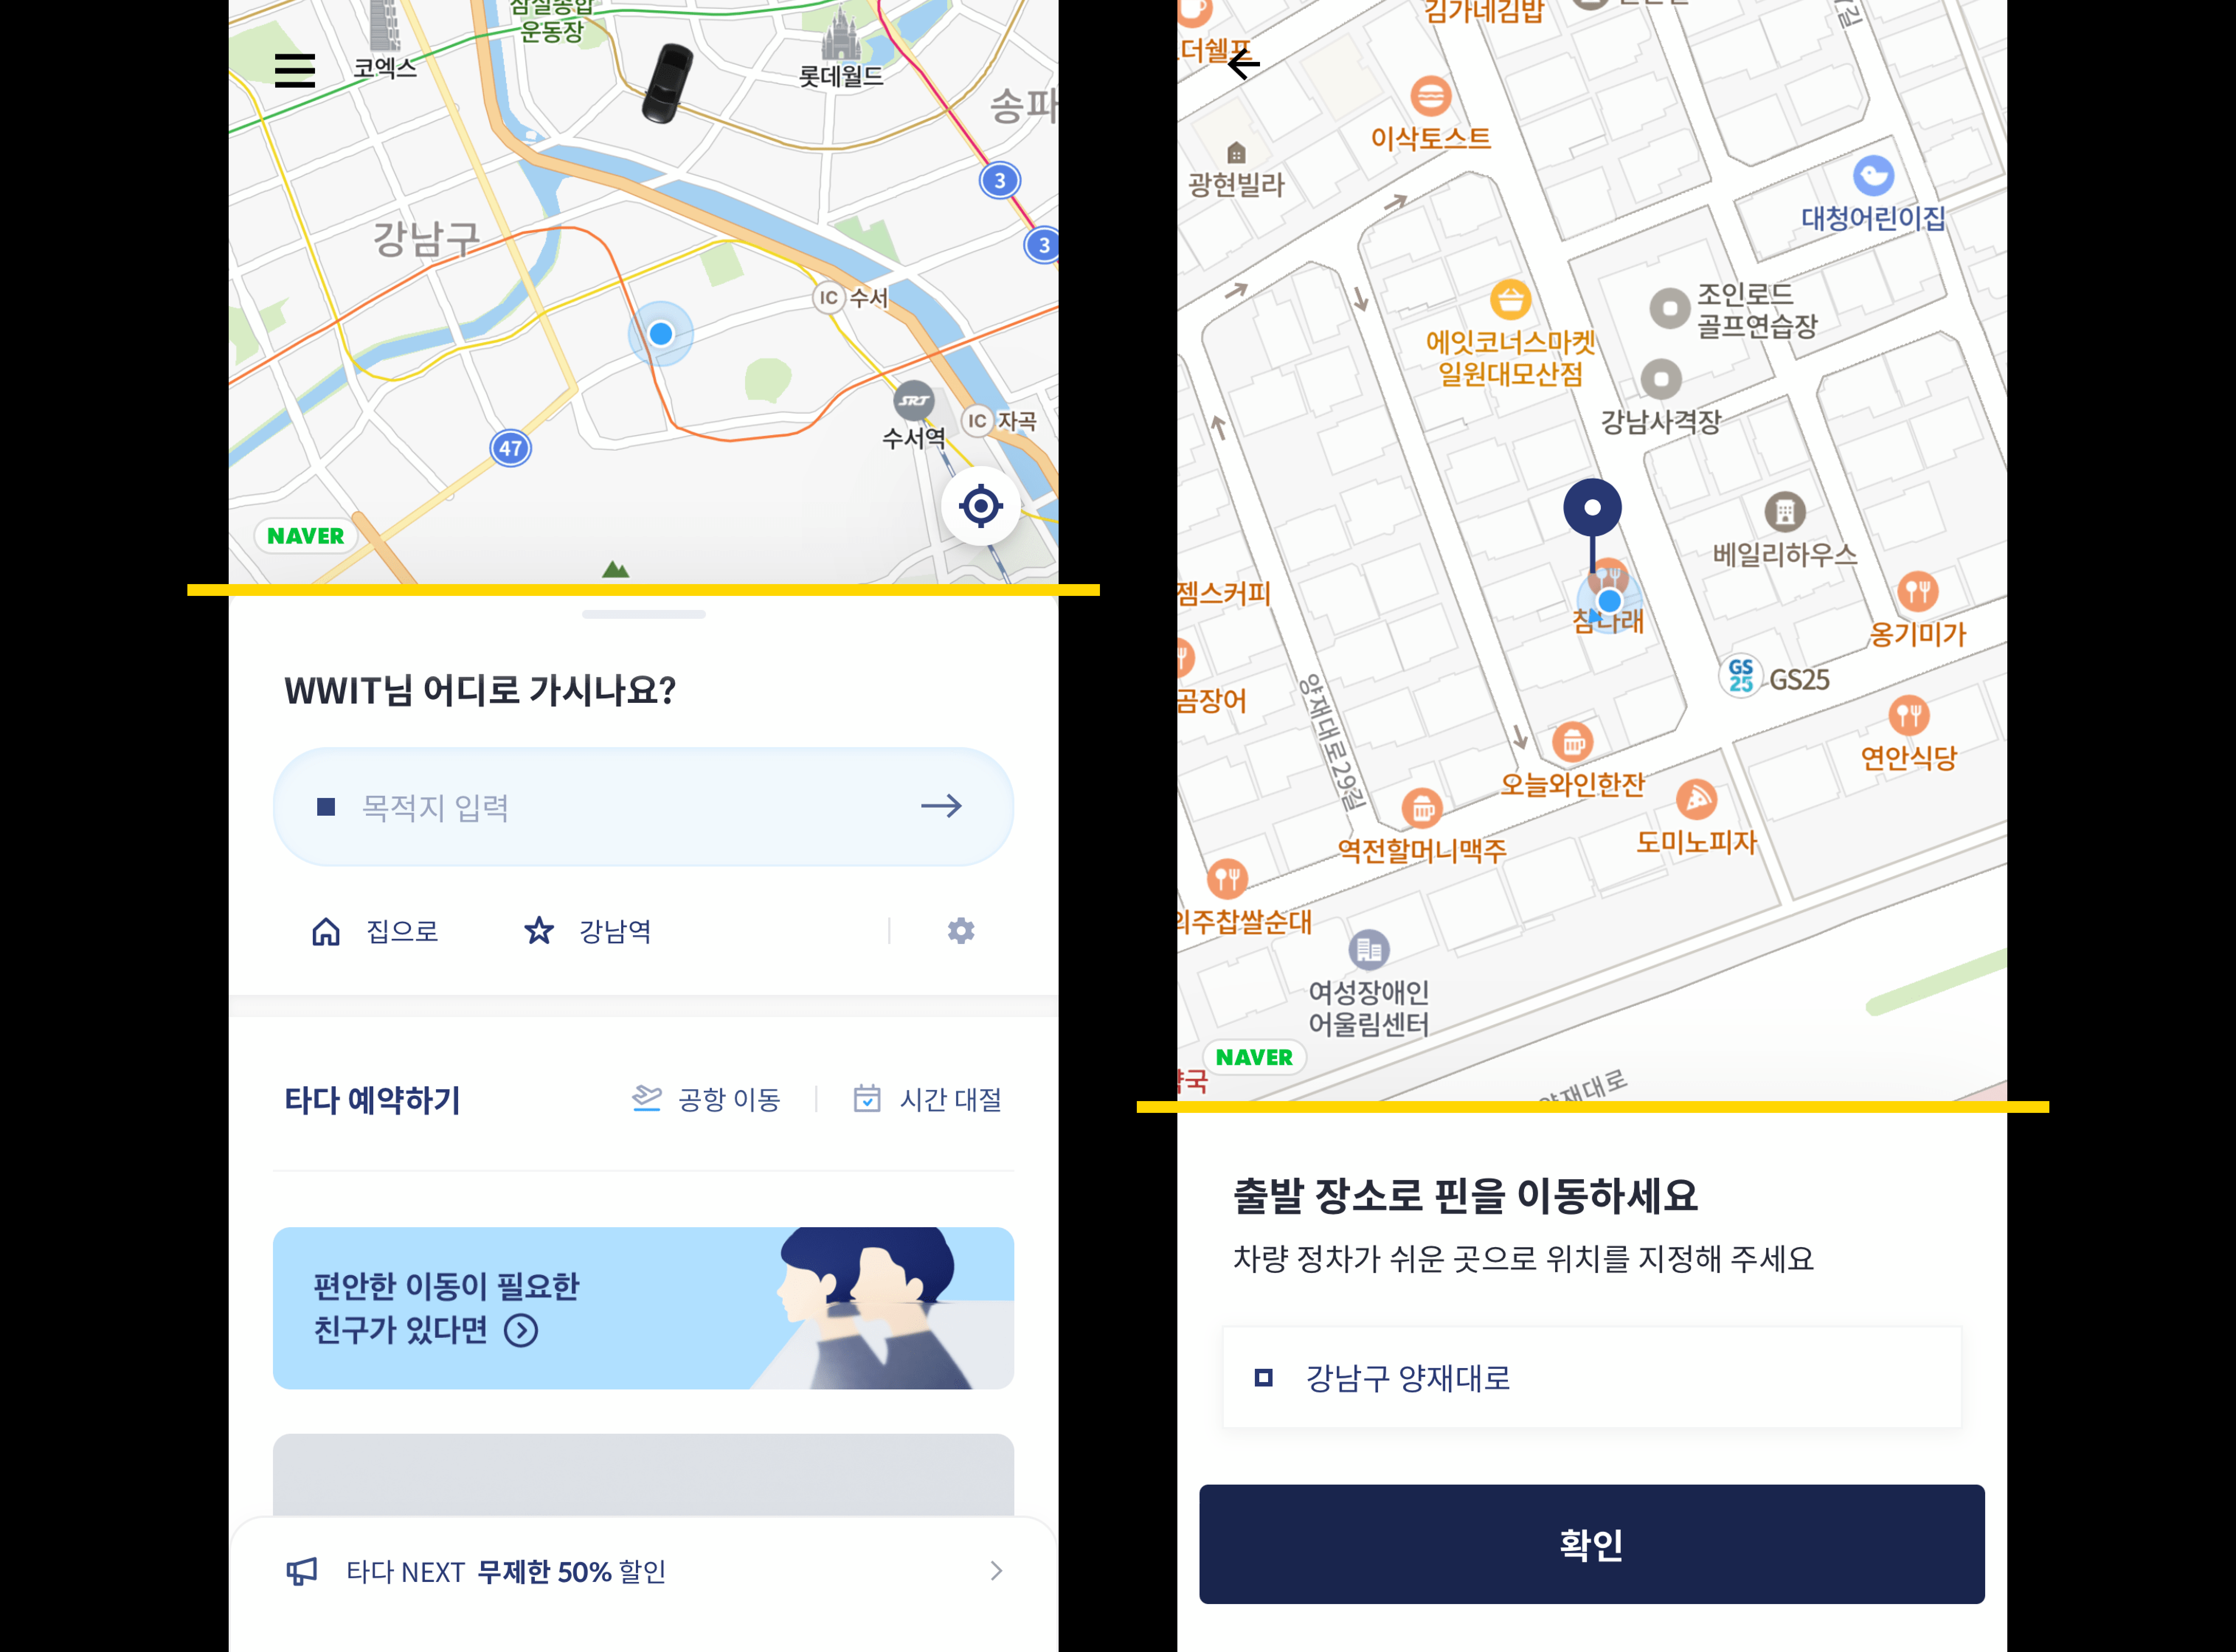 잠실종합
운동장
코엑스
롯데월드
송파
3
강남구
3
IC 수서
SRT
수서역
IC 자곡
47
NAVER
WWIT님 어디로 가시나요?
목적지 입력
집으로
강남역
타다 예약하기
공항 이동
시간 대절
편안한 이동이 필요한
친구가 있다면
타다 NEXT 무제한 50% 할인
김가네김밥
더쉘프
이삭토스트
광현빌라
대청어린이집
조인로드
골프연습장
에잇코너스마켓
일원대모산점
강남사격장
베일리하우스
젬스커피
참나래
옹기미가
GS
25
GS25
곰장어
양재대로29길
연안식당
오늘와인한잔
도미노피자
역전할머니맥주
의주찹쌀순대
여성장애인
어울림센터
NAVER
약국
양재대로
출발 장소로 핀을 이동하세요
차량 정차가 쉬운 곳으로 위치를 지정해 주세요
강남구 양재대로
확인